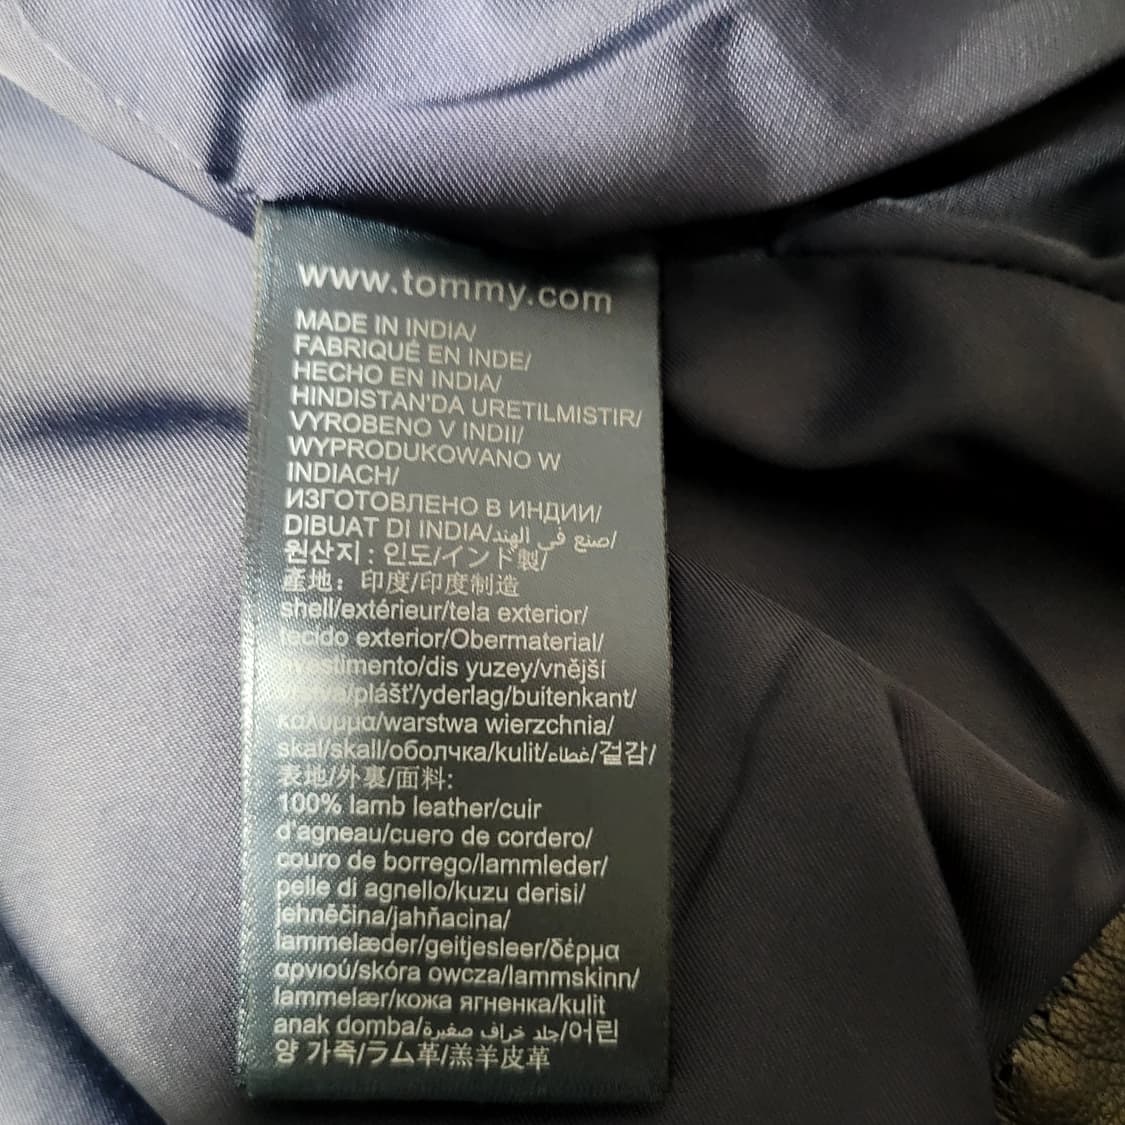 www.tommy.com
MADE IN INDIA/
FABRIQUÉ EN INDE/
HECHO EN INDIA/
HINDISTAN'DA URETILMISTIR/
VYROBENO V INDII/
WYPRODUKOWANO W
INDIACH/
ИЗГОТОВЛЕНО В ИНДИИ/
DIBUAT DI INDIA/صنع في الهند/
원산지 : 인도/インド製/
產地：印度/印度制造
shell/extérieur/tela exterior/
tecido exterior/Obermaterial/
rivestimento/dis yuzey/vnější
/plášť/yderlag/buitenkant/
κάλυμμα/warstwa wierzchnia/
skal/skall/оболчка/kulit/غطاء/겉감/
表地/外裏/面料:
100% lamb leather/cuir
d'agneau/cuero de cordero/
couro de borrego/lammleder/
pelle di agnello/kuzu derisi/
jehněčina/jahňacina/
lammelæder/geitjesleer/δέρμα
αρνιού/skóra owcza/lammskinn/
lammelær/кожа ягненка/kulit
anak domba/جلد خراف صغيرة/어린
양 가죽/ラム革/羔羊皮革